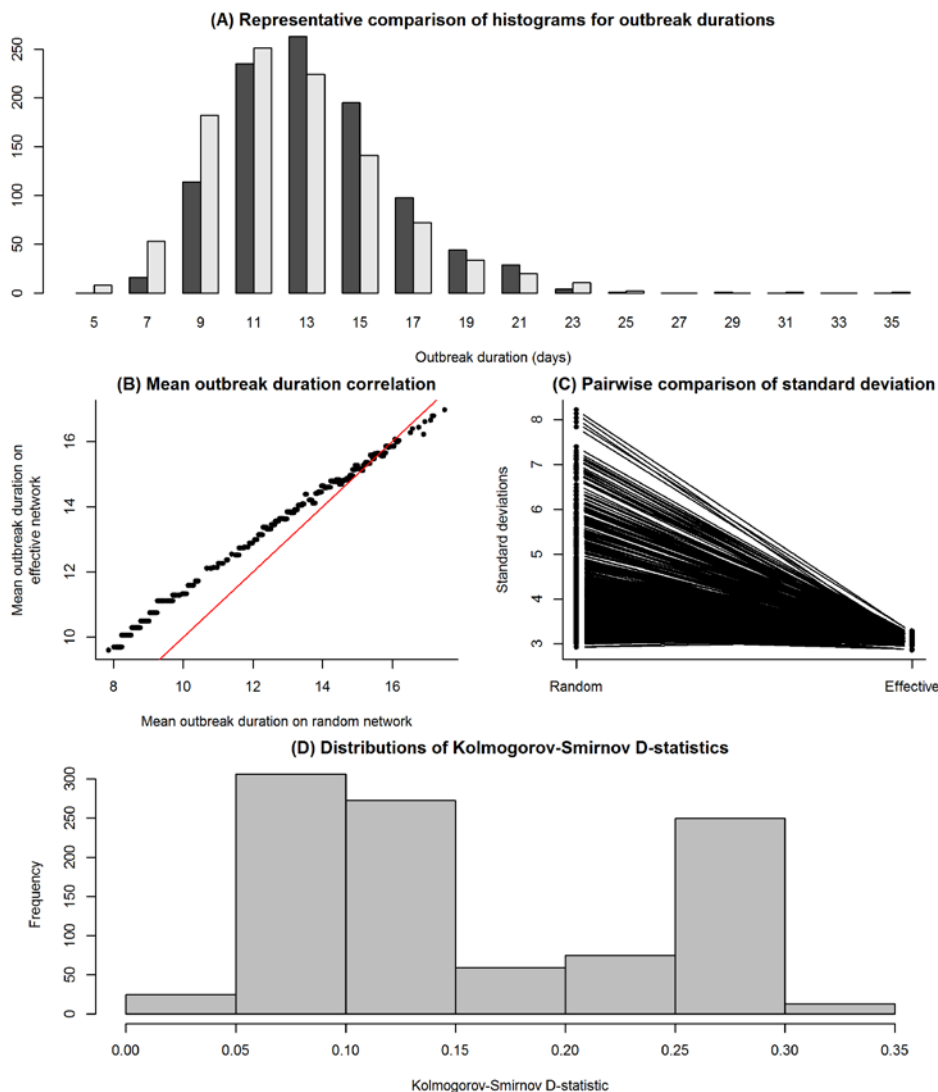 (A) Representative comparison of histograms for outbreak durations
250
200
150
100
50
0
5 7 9 11 13 15 17 19 21 23 25 27 29 31 33 35
Outbreak duration (days)
(B) Mean outbreak duration correlation
Mean outbreak duration on
effective network
16
14
12
10
8 10 12 14 16
Mean outbreak duration on random network
(C) Pairwise comparison of standard deviation
Standard deviations
8
7
6
5
4
3
Random Effective
(D) Distributions of Kolmogorov-Smirnov D-statistics
Frequency
300
250
200
150
100
50
0
0.00 0.05 0.10 0.15 0.20 0.25 0.30 0.35
Kolmogorov-Smirnov D-statistic